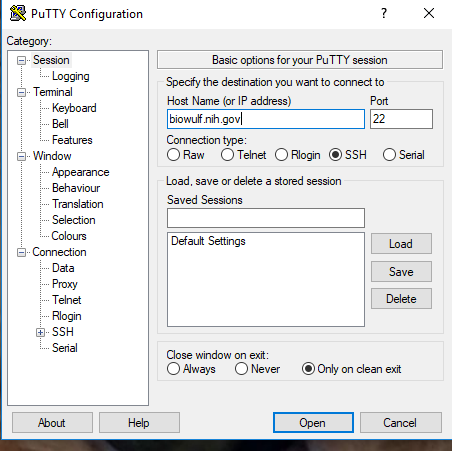 PuTTY Configuration ? ×
Category:
Session
Logging
Terminal
Keyboard
Bell
Features
Window
Appearance
Behaviour
Translation
Selection
Colours
Connection
Data
Proxy
Telnet
Rlogin
SSH
Serial
Basic options for your PuTTY session
Specify the destination you want to connect to
Host Name (or IP address) Port
biowulf.nih.gov 22
Connection type:
Raw Telnet Rlogin SSH Serial
Load, save or delete a stored session
Saved Sessions
Default Settings
Load
Save
Delete
Close window on exit:
Always Never Only on clean exit
About Help Open Cancel